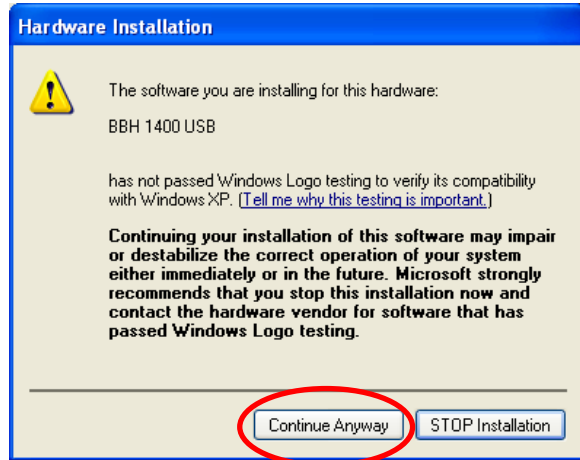 Hardware Installation
The software you are installing for this hardware:
BBH 1400 USB
has not passed Windows Logo testing to verify its compatibility
with Windows XP. (Tell me why this testing is important.)
Continuing your installation of this software may impair
or destabilize the correct operation of your system
either immediately or in the future. Microsoft strongly
recommends that you stop this installation now and
contact the hardware vendor for software that has
passed Windows Logo testing.
Continue Anyway STOP Installation